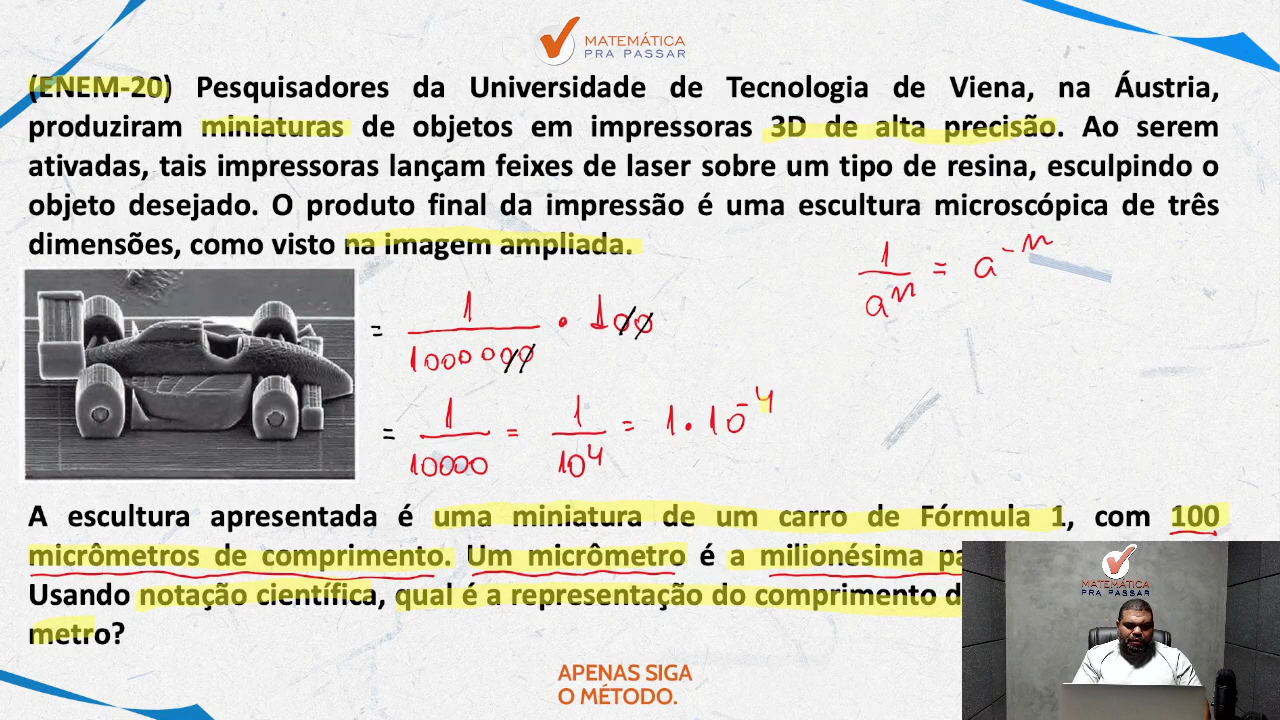 MATEMÁTICA
PRA PASSAR
(ENEM-20) Pesquisadores da Universidade de Tecnologia de Viena, na Áustria,
produziram miniaturas de objetos em impressoras 3D de alta precisão. Ao serem
ativadas, tais impressoras lançam feixes de laser sobre um tipo de resina, esculpindo o
objeto desejado. O produto final da impressão é uma escultura microscópica de três
dimensões, como visto na imagem ampliada.
1/aⁿ = a⁻ⁿ
= 1/1000000 · 100
= 1/10000 = 1/10⁴ = 1·10⁻⁴
A escultura apresentada é uma miniatura de um carro de Fórmula 1, com 100
micrômetros de comprimento. Um micrômetro é a milionésima
Usando notação científica, qual é a representação do comprimento
metro?
MATEMÁTICA
PRA PASSAR
APENAS SIGA
O MÉTODO.